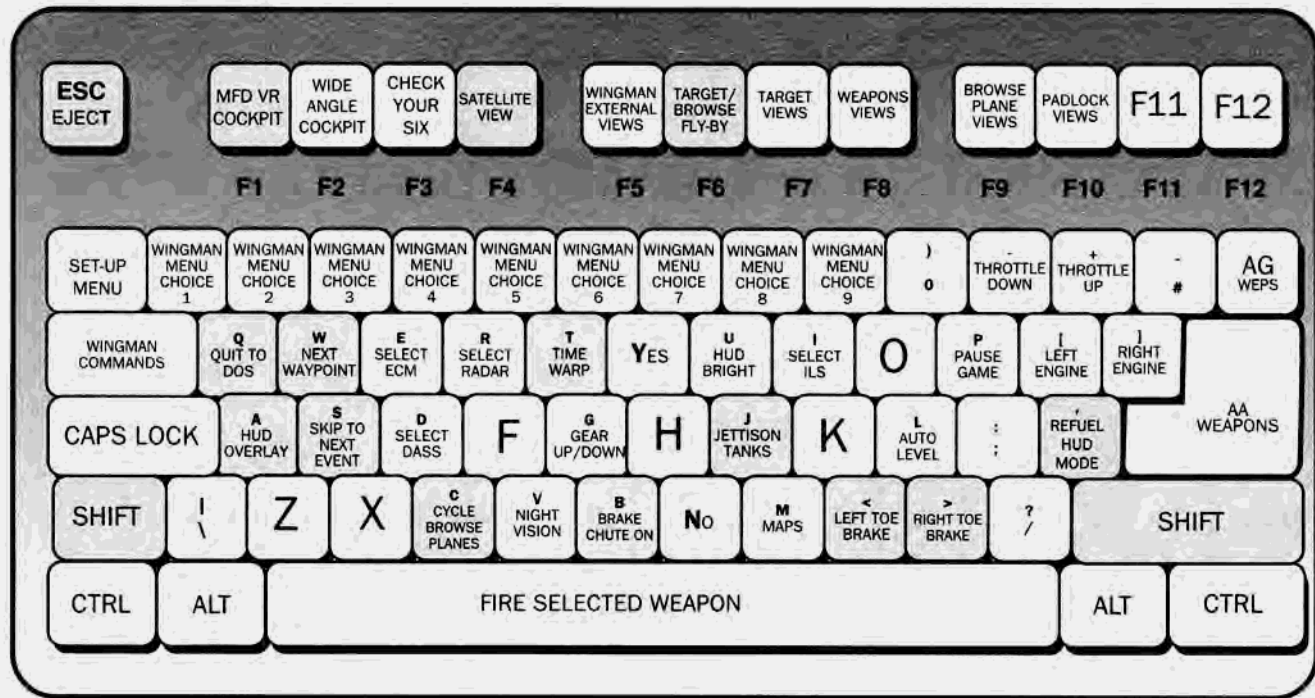 ESC
EJECT
MFD VR
COCKPIT
WIDE
ANGLE
COCKPIT
CHECK
YOUR
SIX
SATELLITE
VIEW
WINGMAN
EXTERNAL
VIEWS
TARGET/
BROWSE
FLY-BY
TARGET
VIEWS
WEAPONS
VIEWS
BROWSE
PLANE
VIEWS
PADLOCK
VIEWS
F11
F12
F1 F2 F3 F4 F5 F6 F7 F8 F9 F10 F11 F12
SET-UP
MENU
WINGMAN
MENU
CHOICE
1
WINGMAN
MENU
CHOICE
2
WINGMAN
MENU
CHOICE
3
WINGMAN
MENU
CHOICE
4
WINGMAN
MENU
CHOICE
5
WINGMAN
MENU
CHOICE
6
WINGMAN
MENU
CHOICE
7
WINGMAN
MENU
CHOICE
8
WINGMAN
MENU
CHOICE
9
)
0
-
THROTTLE
DOWN
+
THROTTLE
UP
-
#
AG
WEPS
WINGMAN
COMMANDS
Q
QUIT TO
DOS
W
NEXT
WAYPOINT
E
SELECT
ECM
R
SELECT
RADAR
T
TIME
WARP
YES
U
HUD
BRIGHT
I
SELECT
ILS
O
P
PAUSE
GAME
[
LEFT
ENGINE
]
RIGHT
ENGINE
AA
WEAPONS
CAPS LOCK
A
HUD
OVERLAY
S
SKIP TO
NEXT
EVENT
D
SELECT
DASS
F
G
GEAR
UP/DOWN
H
J
JETTISON
TANKS
K
L
AUTO
LEVEL
:
;
'
REFUEL
HUD
MODE
SHIFT
|
\
Z
X
C
CYCLE
BROWSE
PLANES
V
NIGHT
VISION
B
BRAKE
CHUTE ON
No
M
MAPS
<
LEFT TOE
BRAKE
>
RIGHT TOE
BRAKE
?
/
SHIFT
CTRL
ALT
FIRE SELECTED WEAPON
ALT
CTRL